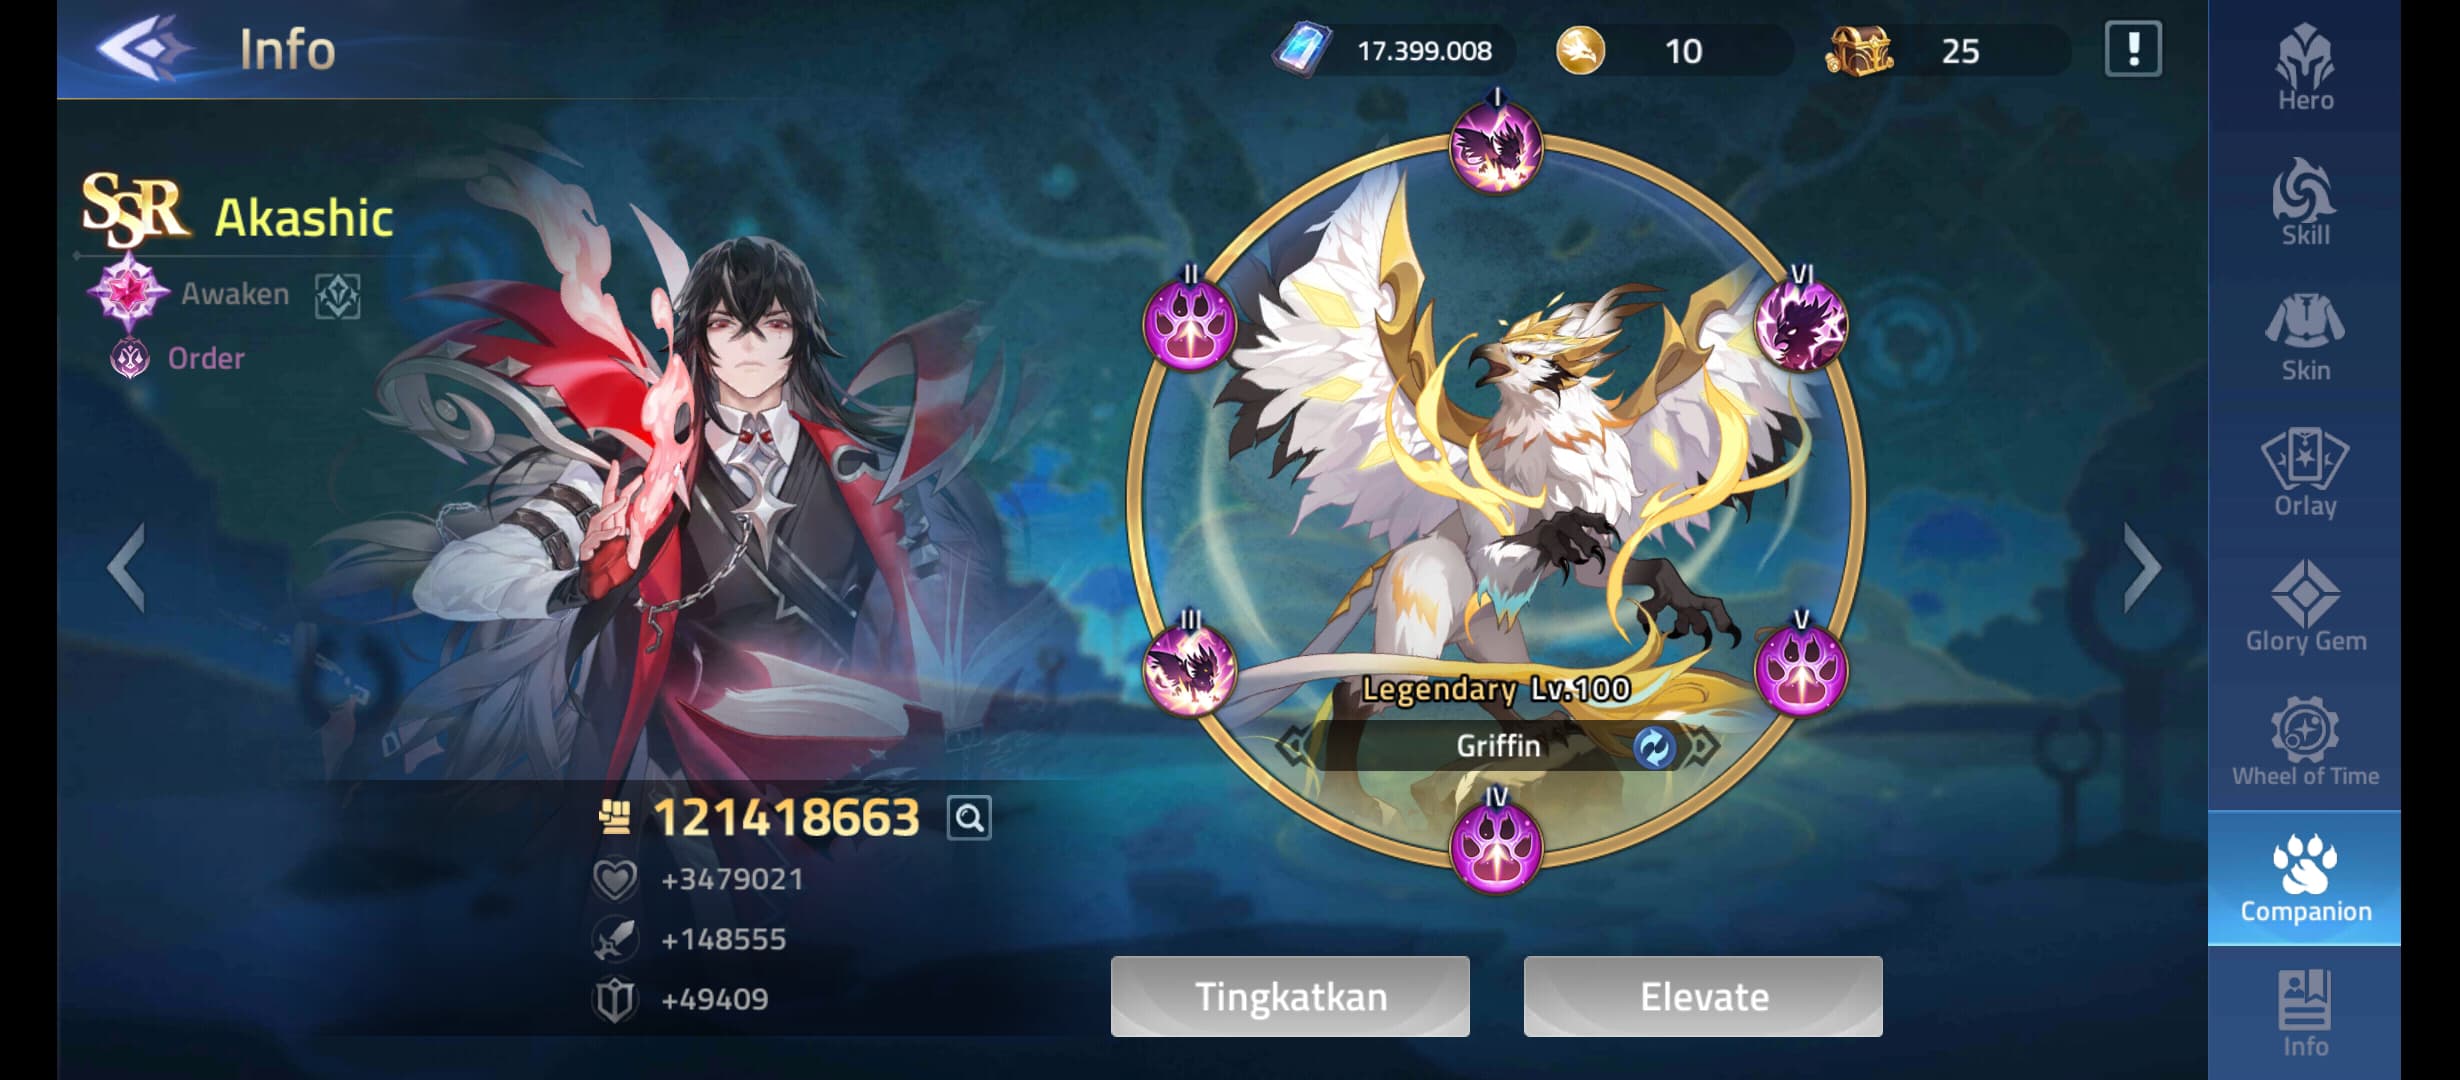 Info
17.399.008
10
25
!
SSR Akashic
Awaken
Order
121418663
+3479021
+148555
+49409
I
II
VI
III
V
Legendary Lv.100
Griffin
IV
Tingkatkan
Elevate
Hero
Skill
Skin
Orlay
Glory Gem
Wheel of Time
Companion
Info